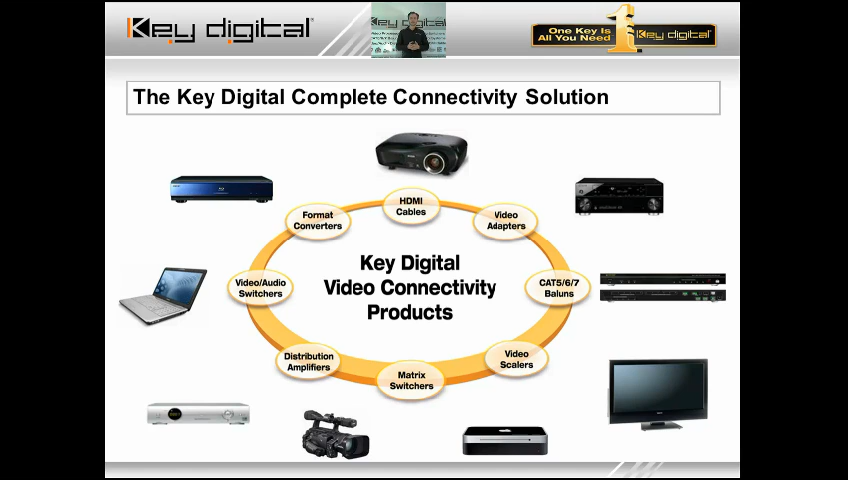 Key digital
Key digital
One Key Is
All You Need
Key digital
The Key Digital Complete Connectivity Solution
HDMI
Cables
Format
Converters
Video
Adapters
Key Digital
Video Connectivity
Products
Video/Audio
Switchers
CAT5/6/7
Baluns
Distribution
Amplifiers
Video
Scalers
Matrix
Switchers